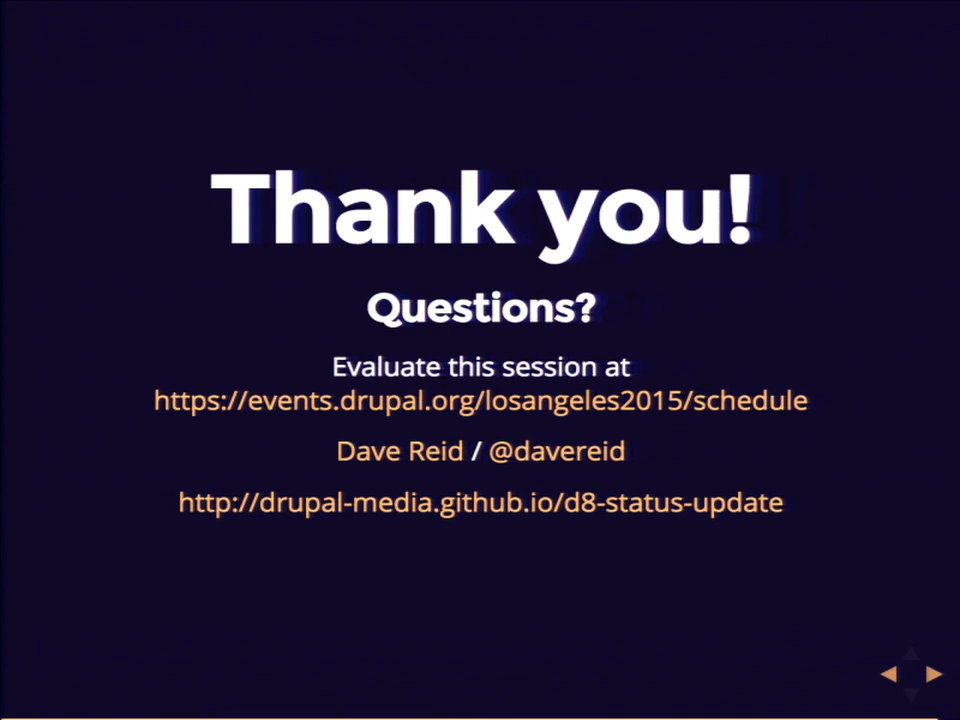 Thank you!
Questions?
Evaluate this session at
https://events.drupal.org/losangeles2015/schedule
Dave Reid / @davereid
http://drupal-media.github.io/d8-status-update